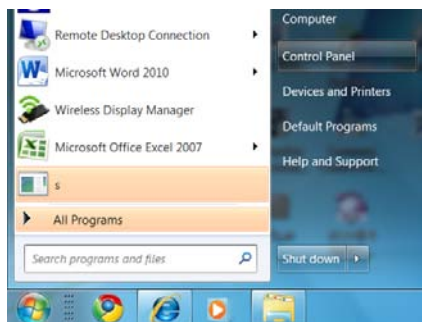 Remote Desktop Connection
Microsoft Word 2010
Wireless Display Manager
Microsoft Office Excel 2007
s
All Programs
Search programs and files
Computer
Control Panel
Devices and Printers
Default Programs
Help and Support
Shut down